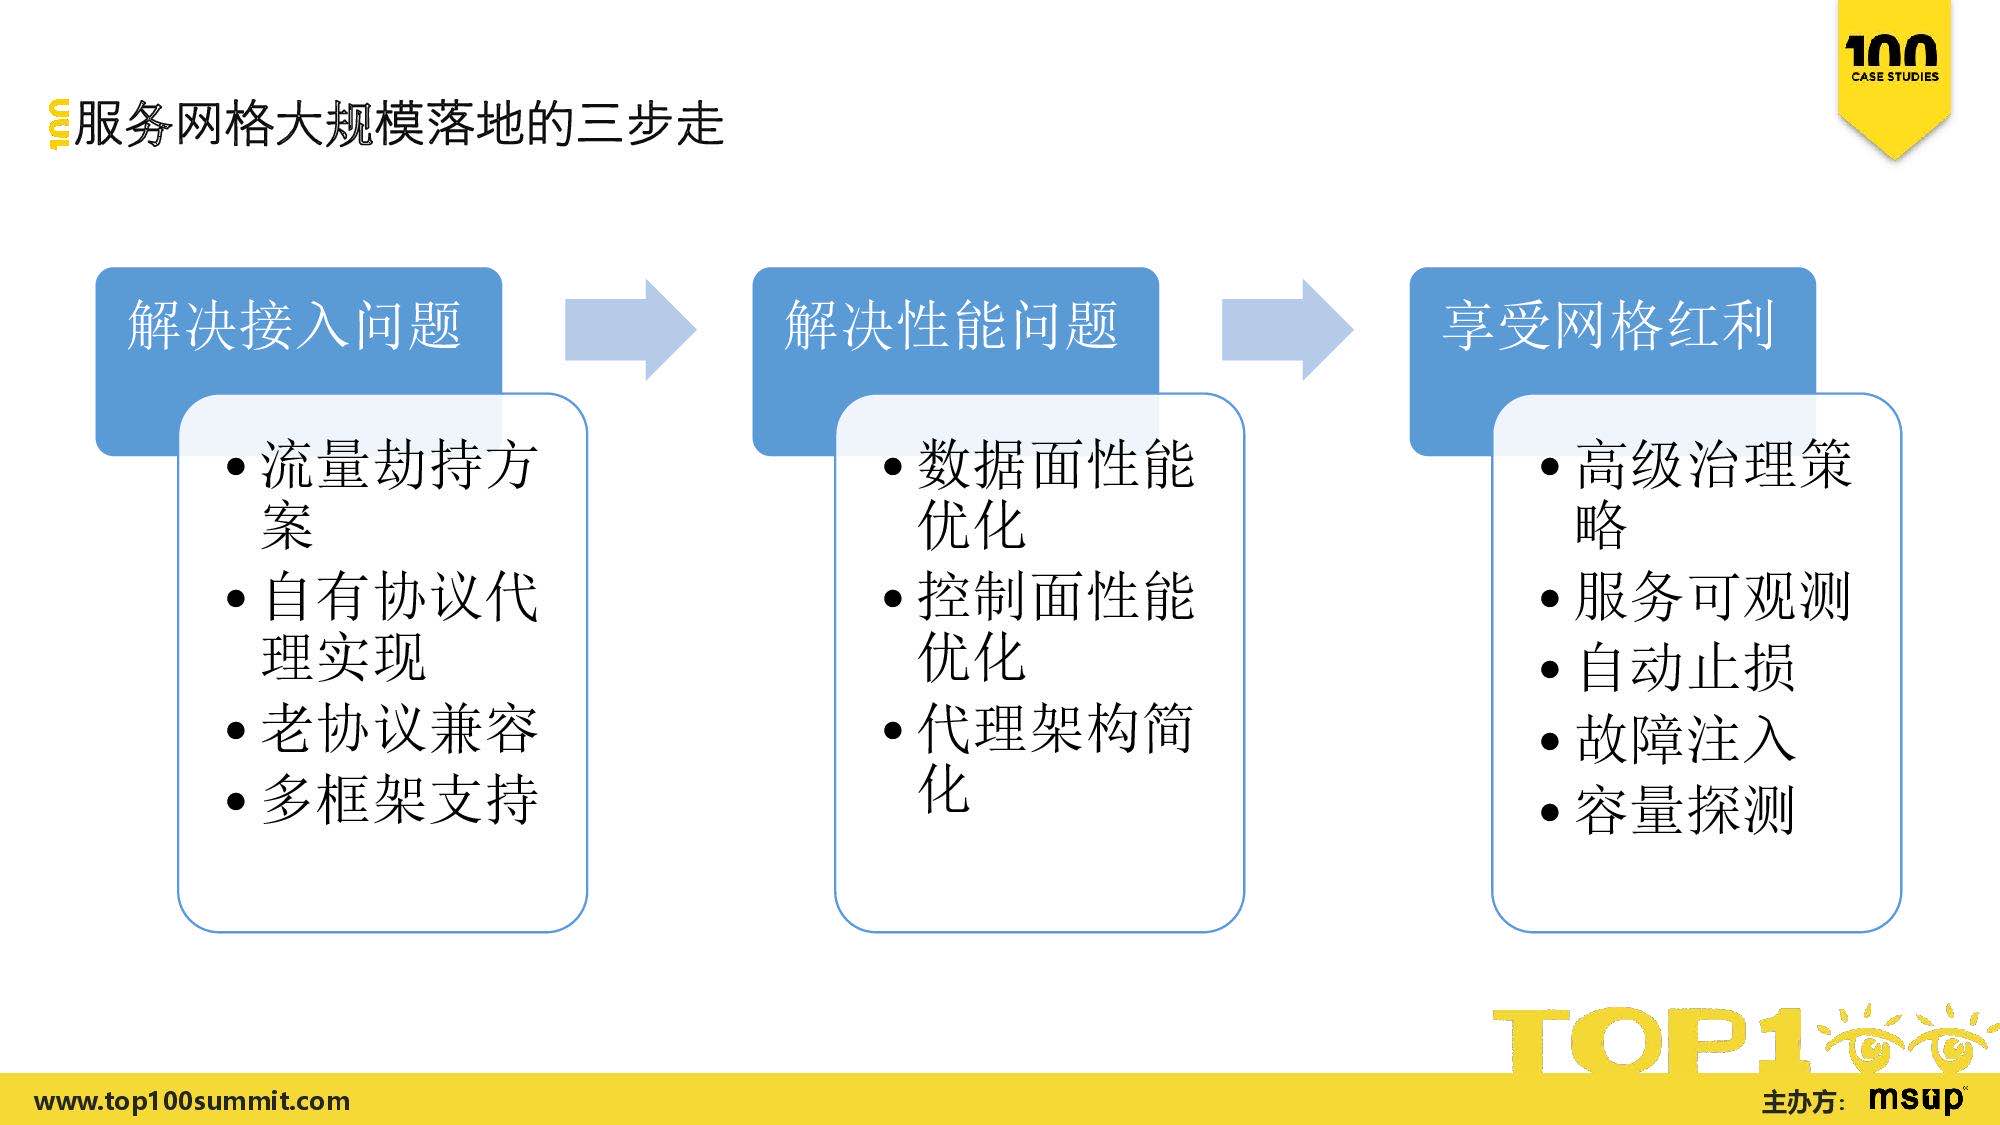 100
CASE STUDIES
服务网格大规模落地的三步走
解决接入问题
• 流量劫持方
案
• 自有协议代
理实现
• 老协议兼容
• 多框架支持
解决性能问题
• 数据面性能
优化
• 控制面性能
优化
• 代理架构简
化
享受网格红利
• 高级治理策
略
• 服务可观测
• 自动止损
• 故障注入
• 容量探测
TOP100
www.top100summit.com
主办方：msup